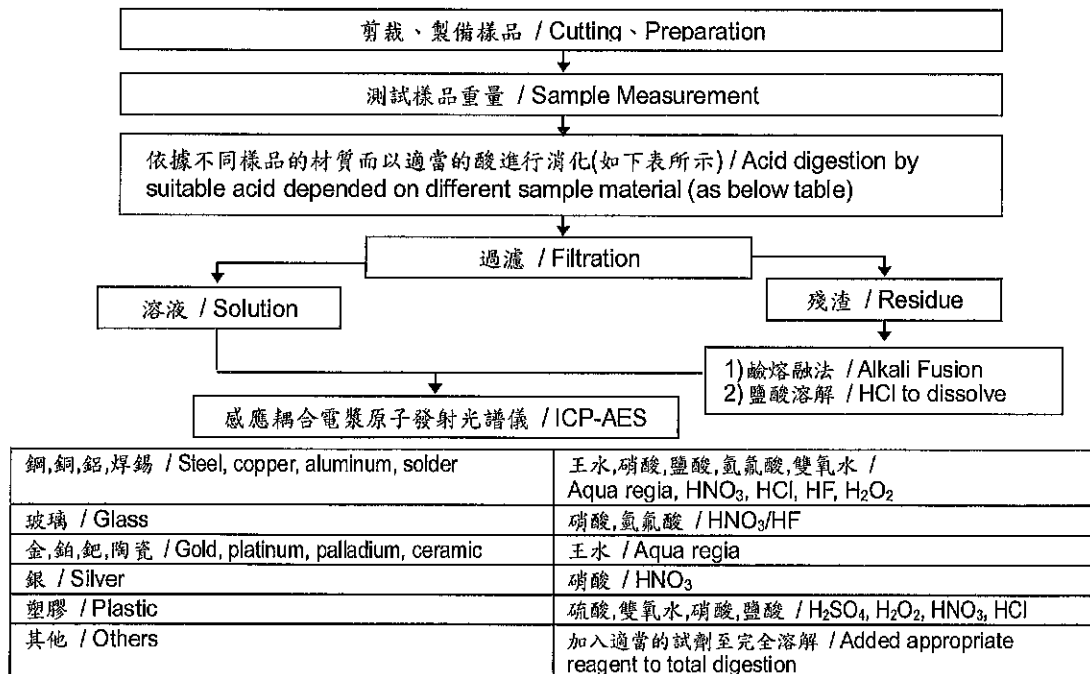 剪裁、製備樣品 / Cutting、Preparation
測試樣品重量 / Sample Measurement
依據不同樣品的材質而以適當的酸進行消化(如下表所示) / Acid digestion by
suitable acid depended on different sample material (as below table)
過濾 / Filtration
溶液 / Solution
殘渣 / Residue
1)鹼熔融法 / Alkali Fusion
2)鹽酸溶解 / HCl to dissolve
感應耦合電漿原子發射光譜儀 / ICP-AES
鋼,銅,鋁,焊錫 / Steel, copper, aluminum, solder
王水,硝酸,鹽酸,氫氟酸,雙氧水 /
Aqua regia, HNO₃, HCl, HF, H₂O₂
玻璃 / Glass
硝酸,氫氟酸 / HNO₃/HF
金,鉑,鈀,陶瓷 / Gold, platinum, palladium, ceramic
王水 / Aqua regia
銀 / Silver
硝酸 / HNO₃
塑膠 / Plastic
硫酸,雙氧水,硝酸,鹽酸 / H₂SO₄, H₂O₂, HNO₃, HCl
其他 / Others
加入適當的試劑至完全溶解 / Added appropriate
reagent to total digestion